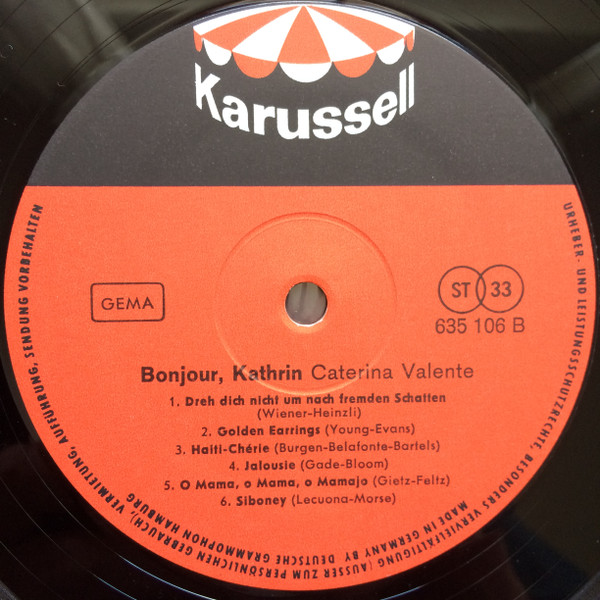 Karussell
GEMA
ST 33
635 106 B
Bonjour, Kathrin Caterina Valente
1. Dreh dich nicht um nach fremden Schatten
(Wiener-Heinzli)
2. Golden Earrings (Young-Evans)
3. Haiti-Chérie (Burgen-Belafonte-Bartels)
4. Jalousie (Gade-Bloom)
5. O Mama, o Mama, o Mamajo (Gietz-Feltz)
6. Siboney (Lecuona-Morse)
URHEBER- UND LEISTUNGSSCHUTZRECHTE, BESONDERS VERVIELFÄLTIGUNG (AUSSER ZUM PERSÖNLICHEN GEBRAUCH), VERMIETUNG, AUFFÜHRUNG, SENDUNG VORBEHALTEN
MADE IN GERMANY BY DEUTSCHE GRAMMOPHON HAMBURG